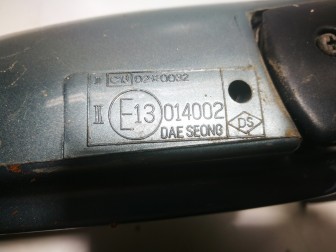 II E13 014002
DAE SEONG DS